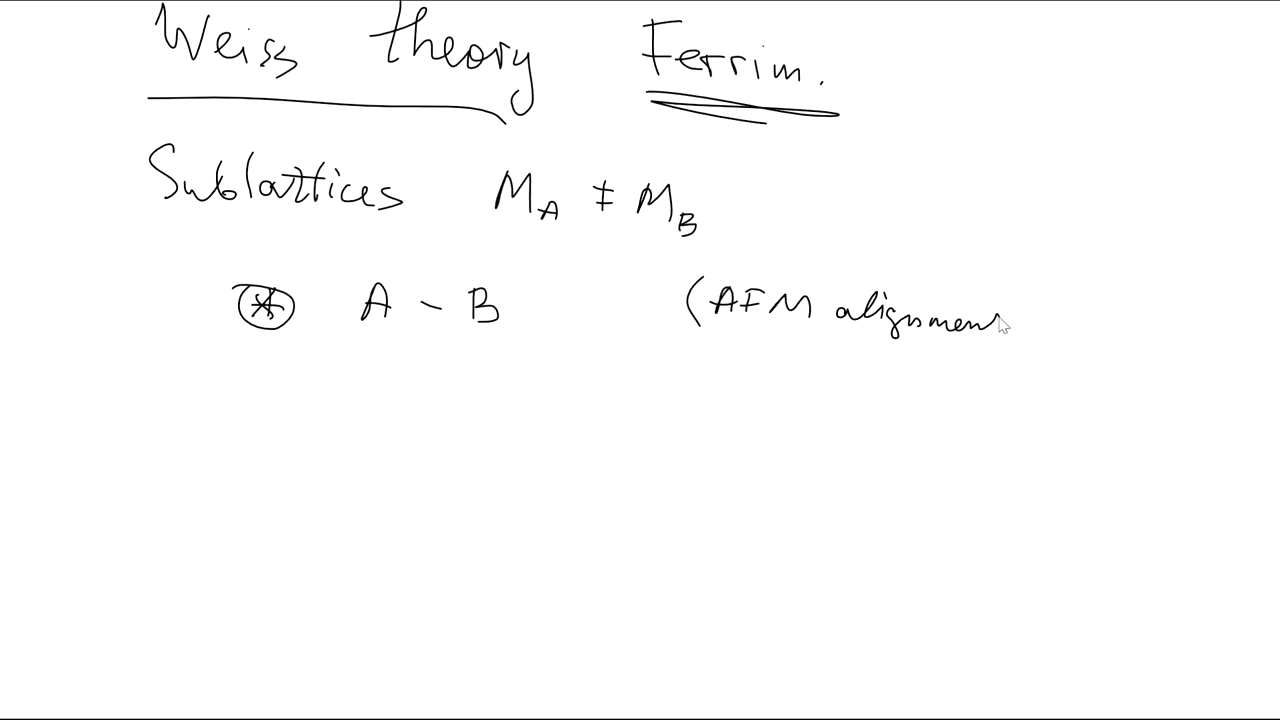 Weiss theory Ferrim.
Sublattices M_A ≠ M_B
⊛ A - B (AFM alignment